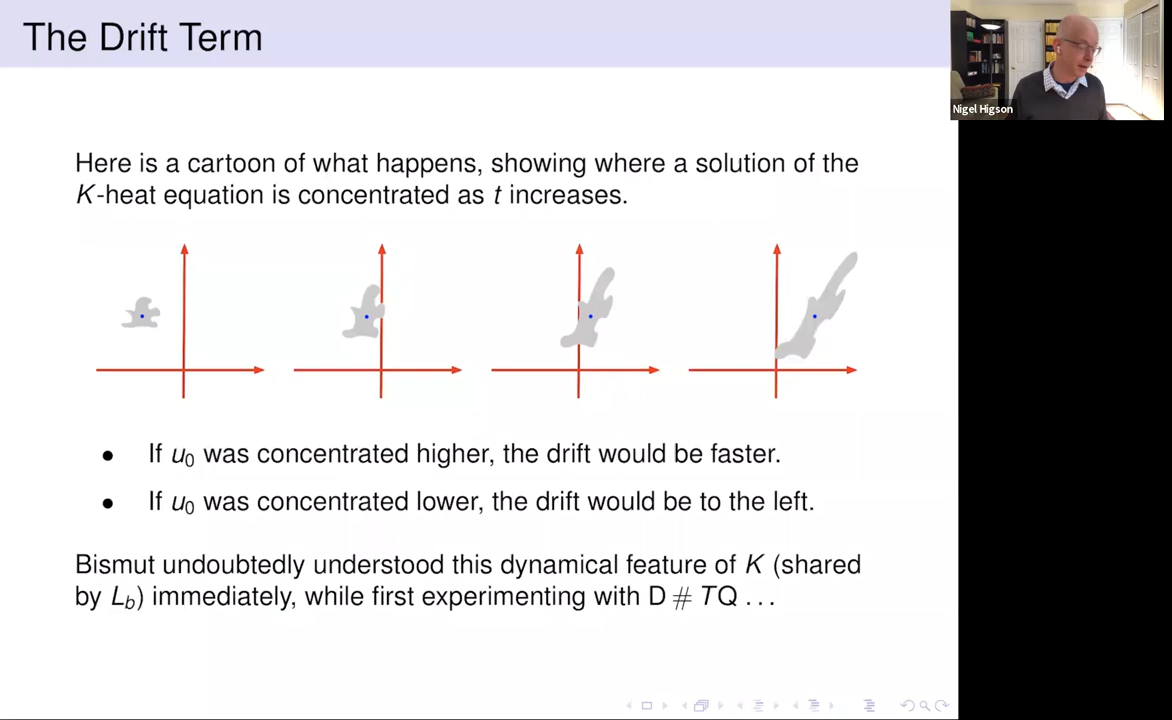 The Drift Term
Nigel Higson
Here is a cartoon of what happens, showing where a solution of the
K-heat equation is concentrated as t increases.
• If u₀ was concentrated higher, the drift would be faster.
• If u₀ was concentrated lower, the drift would be to the left.
Bismut undoubtedly understood this dynamical feature of K (shared
by L_b) immediately, while first experimenting with D # TQ ...